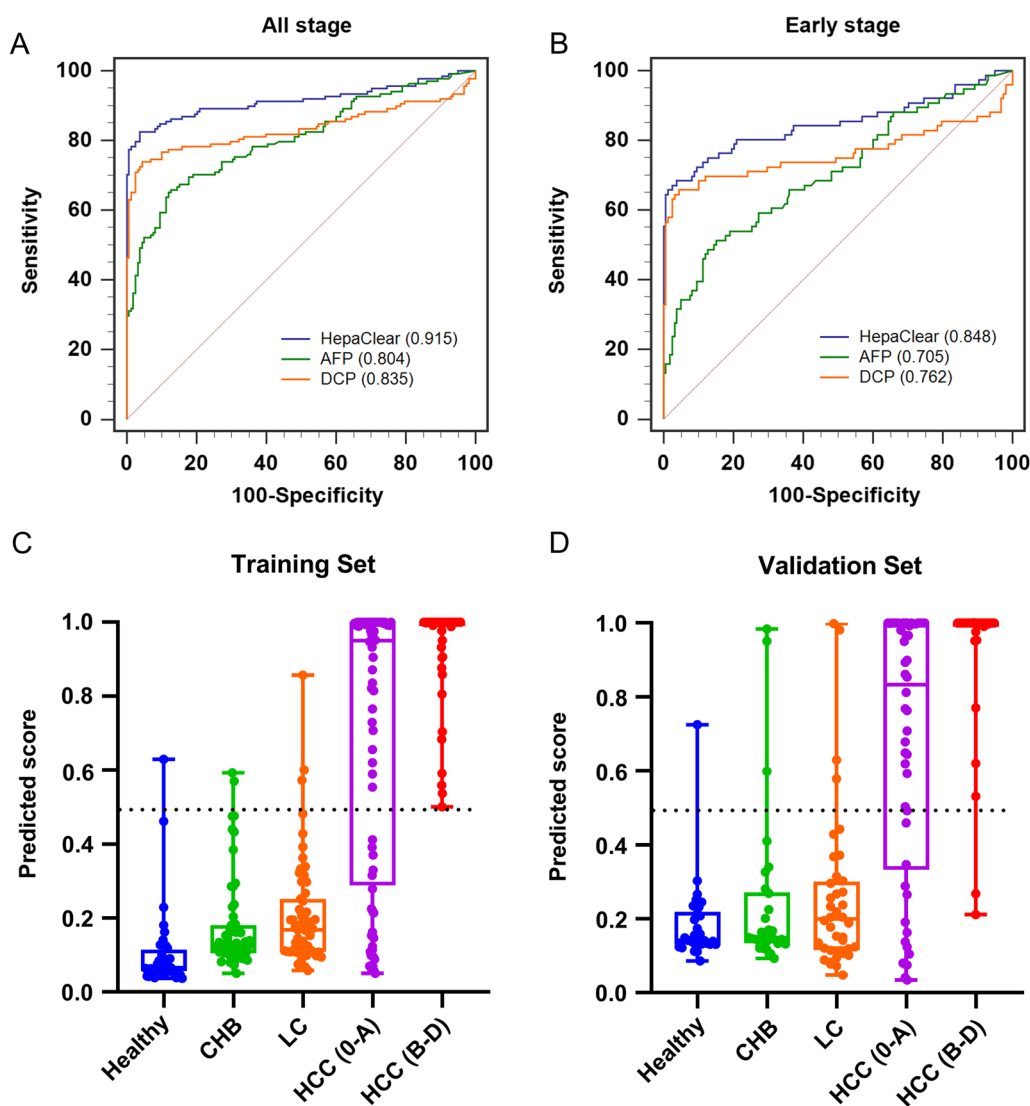 A
All stage
Sensitivity
100
80
60
40
20
0
HepaClear (0.915)
AFP (0.804)
DCP (0.835)
0 20 40 60 80 100
100-Specificity
B
Early stage
Sensitivity
100
80
60
40
20
0
HepaClear (0.848)
AFP (0.705)
DCP (0.762)
0 20 40 60 80 100
100-Specificity
C
Training Set
Predicted score
1.0
0.8
0.6
0.4
0.2
0.0
Healthy
CHB
LC
HCC (0-A)
HCC (B-D)
D
Validation Set
Predicted score
1.0
0.8
0.6
0.4
0.2
0.0
Healthy
CHB
LC
HCC (0-A)
HCC (B-D)